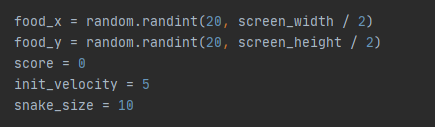 food_x = random.randint(20, screen_width / 2)
food_y = random.randint(20, screen_height / 2)
score = 0
init_velocity = 5
snake_size = 10